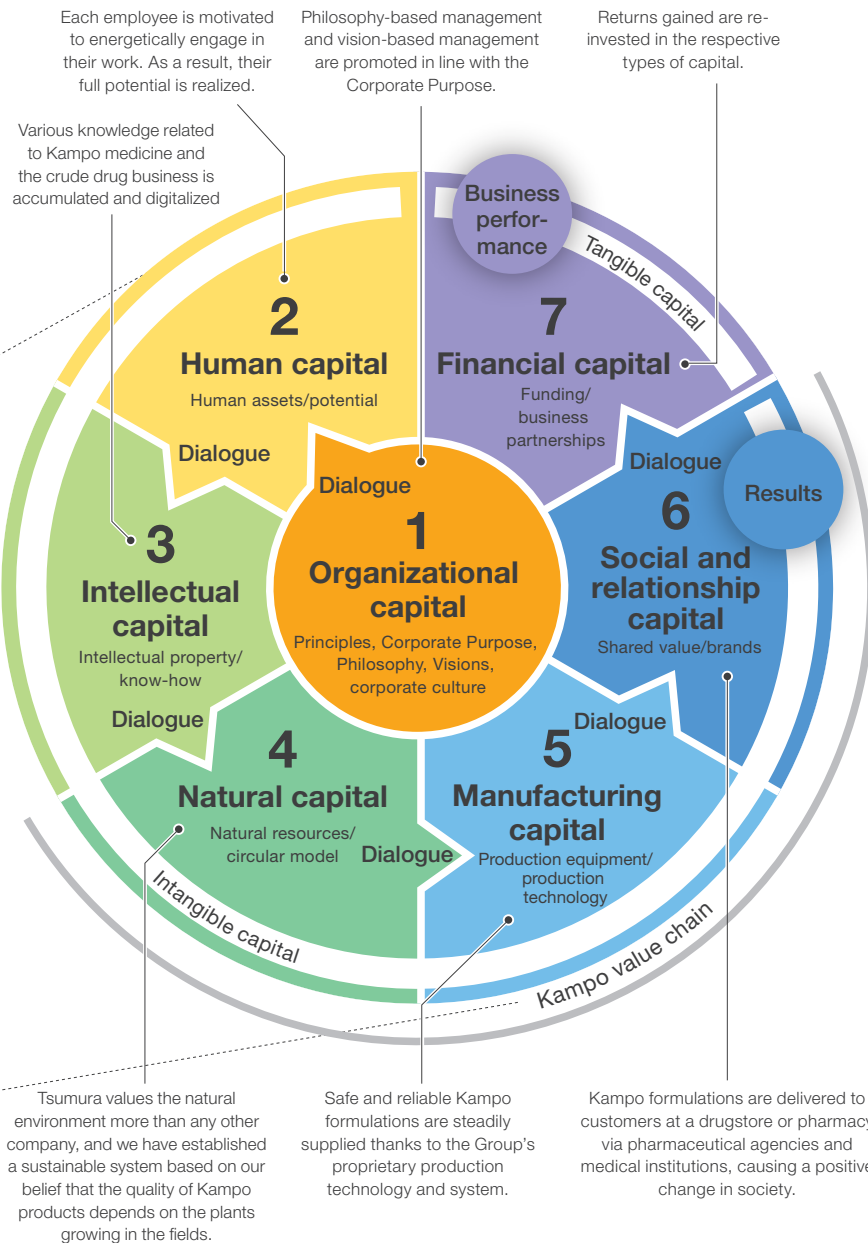 Each employee is motivated
to energetically engage in
their work. As a result, their
full potential is realized.
Philosophy-based management
and vision-based management
are promoted in line with the
Corporate Purpose.
Returns gained are re-
invested in the respective
types of capital.
Various knowledge related
to Kampo medicine and
the crude drug business is
accumulated and digitalized
Business
perfor-
mance
Tangible capital
2
Human capital
Human assets/potential
Dialogue
7
Financial capital
Funding/
business
partnerships
Dialogue
1
Organizational
capital
Principles, Corporate Purpose,
Philosophy, Visions,
corporate culture
Dialogue
Results
6
Social and
relationship
capital
Shared value/brands
3
Intellectual
capital
Intellectual property/
know-how
Dialogue
Dialogue
5
Manufacturing
capital
Production equipment/
production
technology
4
Natural capital
Natural resources/
circular model
Dialogue
Intangible capital
Kampo value chain
Tsumura values the natural
environment more than any other
company, and we have established
a sustainable system based on our
belief that the quality of Kampo
products depends on the plants
growing in the fields.
Safe and reliable Kampo
formulations are steadily
supplied thanks to the Group's
proprietary production
technology and system.
Kampo formulations are delivered to
customers at a drugstore or pharmacy
via pharmaceutical agencies and
medical institutions, causing a positive
change in society.